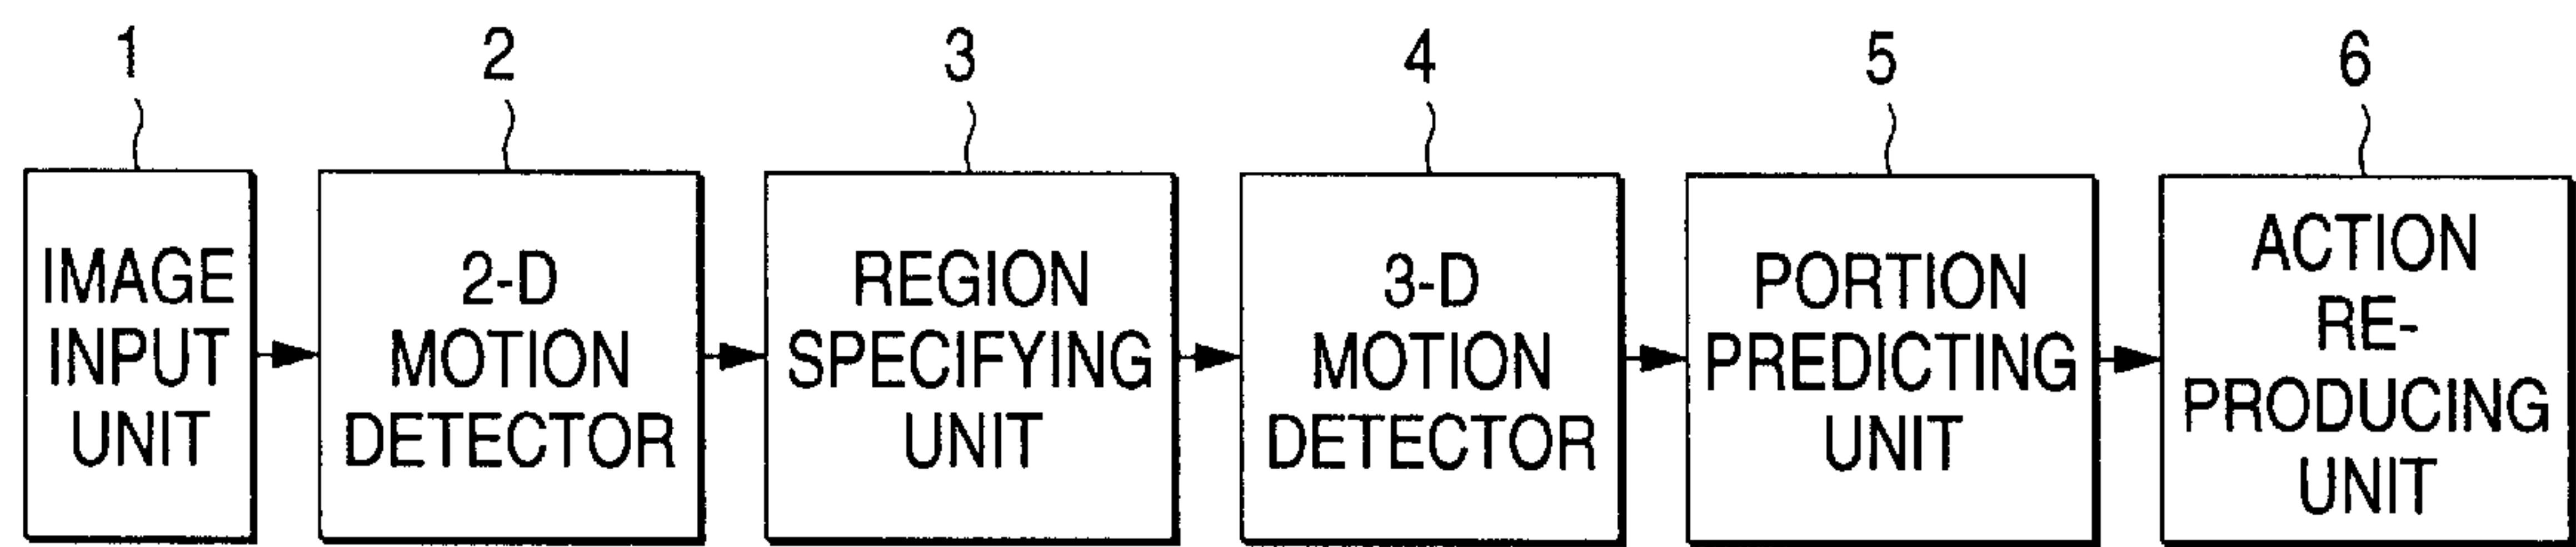 1
2
3
4
5
6
IMAGE
INPUT
UNIT
2-D
MOTION
DETECTOR
REGION
SPECIFYING
UNIT
3-D
MOTION
DETECTOR
PORTION
PREDICTING
UNIT
ACTION
RE-
PRODUCING
UNIT